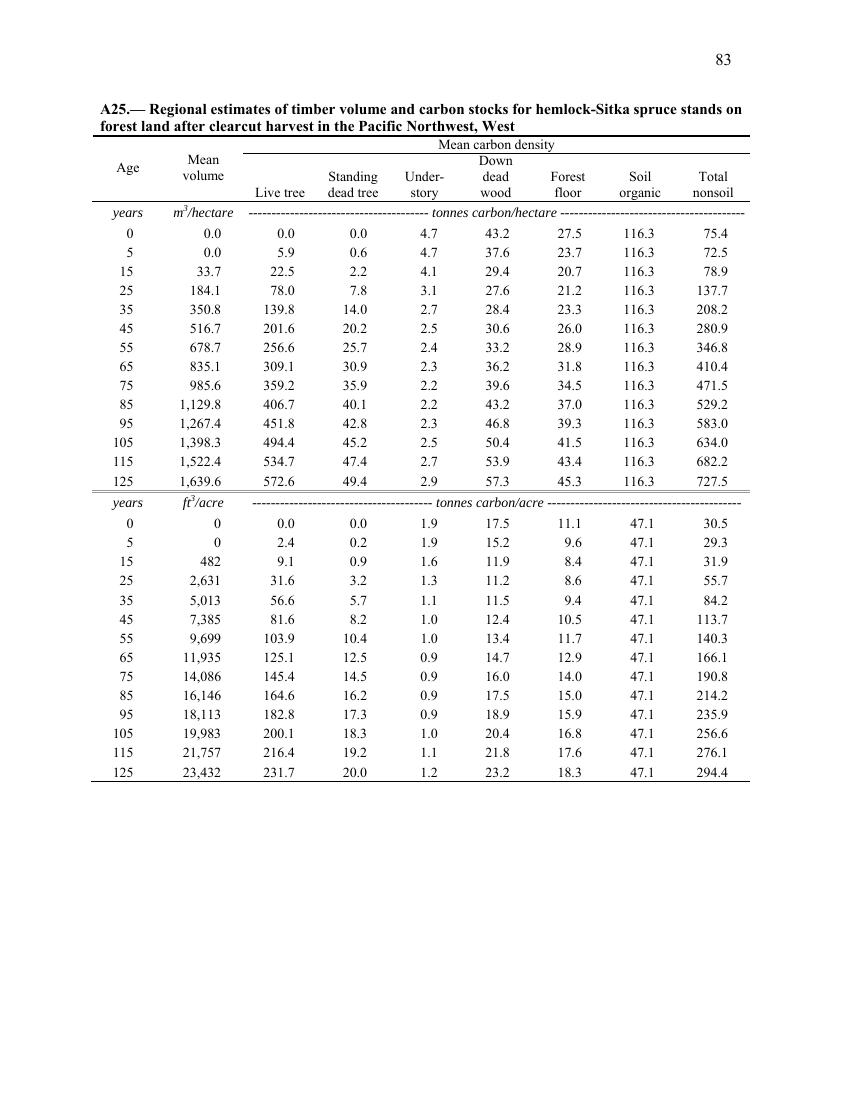 83
A25.— Regional estimates of timber volume and carbon stocks for hemlock-Sitka spruce stands on
forest land after clearcut harvest in the Pacific Northwest, West
Age Mean volume Mean carbon density
Live tree Standing dead tree Under-story Down dead wood Forest floor Soil organic Total nonsoil
years m³/hectare ---------------------------------------- tonnes carbon/hectare ----------------------------------------
0 0.0 0.0 0.0 4.7 43.2 27.5 116.3 75.4
5 0.0 5.9 0.6 4.7 37.6 23.7 116.3 72.5
15 33.7 22.5 2.2 4.1 29.4 20.7 116.3 78.9
25 184.1 78.0 7.8 3.1 27.6 21.2 116.3 137.7
35 350.8 139.8 14.0 2.7 28.4 23.3 116.3 208.2
45 516.7 201.6 20.2 2.5 30.6 26.0 116.3 280.9
55 678.7 256.6 25.7 2.4 33.2 28.9 116.3 346.8
65 835.1 309.1 30.9 2.3 36.2 31.8 116.3 410.4
75 985.6 359.2 35.9 2.2 39.6 34.5 116.3 471.5
85 1,129.8 406.7 40.1 2.2 43.2 37.0 116.3 529.2
95 1,267.4 451.8 42.8 2.3 46.8 39.3 116.3 583.0
105 1,398.3 494.4 45.2 2.5 50.4 41.5 116.3 634.0
115 1,522.4 534.7 47.4 2.7 53.9 43.4 116.3 682.2
125 1,639.6 572.6 49.4 2.9 57.3 45.3 116.3 727.5
years ft³/acre ---------------------------------------- tonnes carbon/acre ----------------------------------------
0 0 0.0 0.0 1.9 17.5 11.1 47.1 30.5
5 0 2.4 0.2 1.9 15.2 9.6 47.1 29.3
15 482 9.1 0.9 1.6 11.9 8.4 47.1 31.9
25 2,631 31.6 3.2 1.3 11.2 8.6 47.1 55.7
35 5,013 56.6 5.7 1.1 11.5 9.4 47.1 84.2
45 7,385 81.6 8.2 1.0 12.4 10.5 47.1 113.7
55 9,699 103.9 10.4 1.0 13.4 11.7 47.1 140.3
65 11,935 125.1 12.5 0.9 14.7 12.9 47.1 166.1
75 14,086 145.4 14.5 0.9 16.0 14.0 47.1 190.8
85 16,146 164.6 16.2 0.9 17.5 15.0 47.1 214.2
95 18,113 182.8 17.3 0.9 18.9 15.9 47.1 235.9
105 19,983 200.1 18.3 1.0 20.4 16.8 47.1 256.6
115 21,757 216.4 19.2 1.1 21.8 17.6 47.1 276.1
125 23,432 231.7 20.0 1.2 23.2 18.3 47.1 294.4